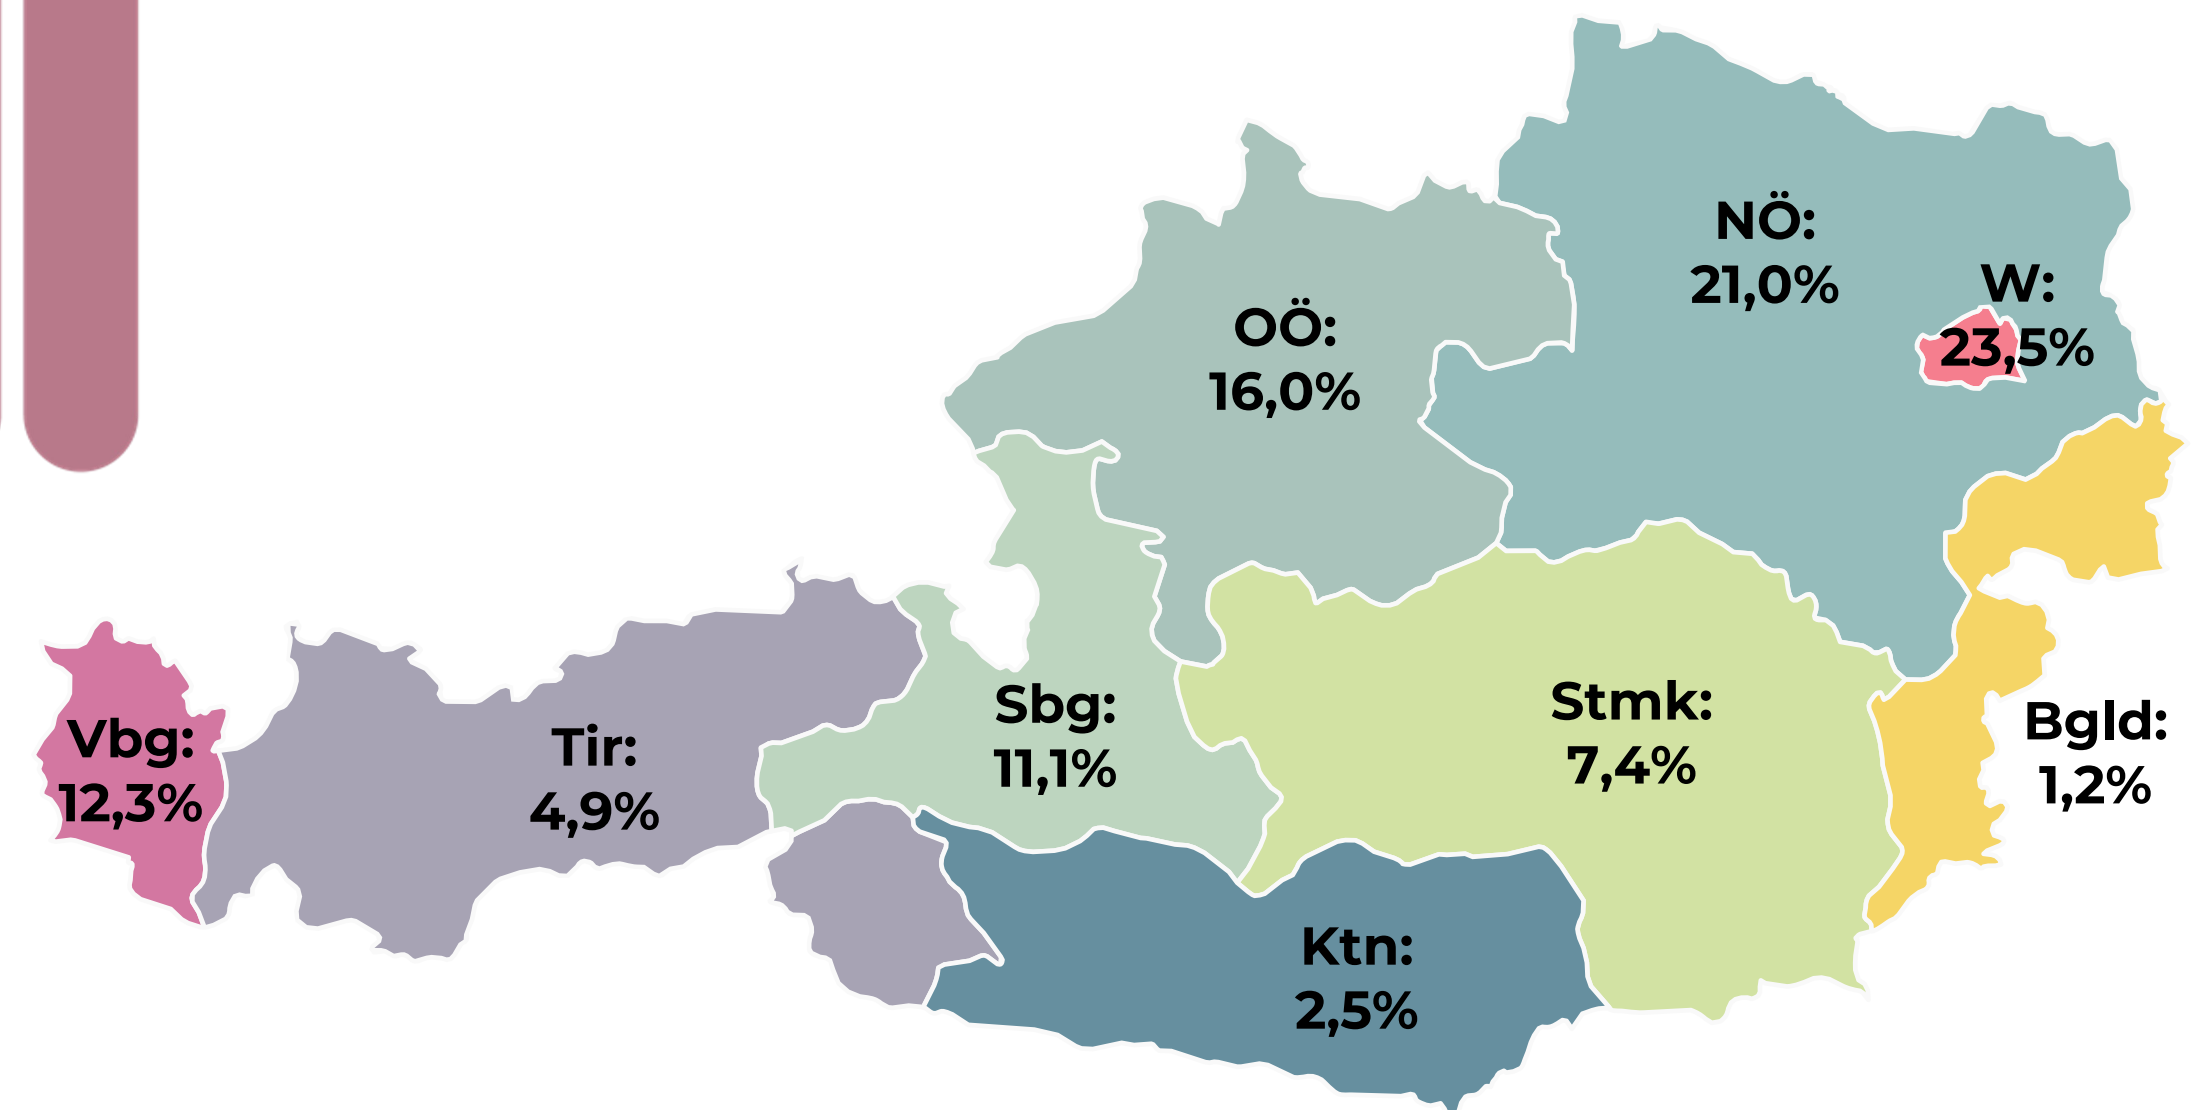 NÖ:
21,0%
W:
23,5%
OÖ:
16,0%
Sbg:
11,1%
Stmk:
7,4%
Bgld:
1,2%
Vbg:
12,3%
Tir:
4,9%
Ktn:
2,5%